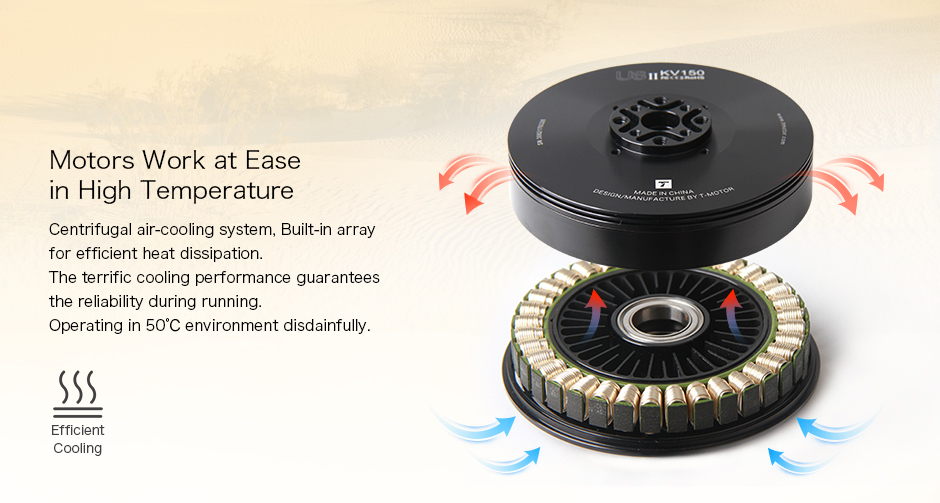 Motors Work at Ease
in High Temperature
Centrifugal air-cooling system, Built-in array
for efficient heat dissipation.
The terrific cooling performance guarantees
the reliability during running.
Operating in 50°C environment disdainfully.
Efficient
Cooling
U8 II KV150
T
MADE IN CHINA
DESIGN/MANUFACTURE BY T-MOTOR